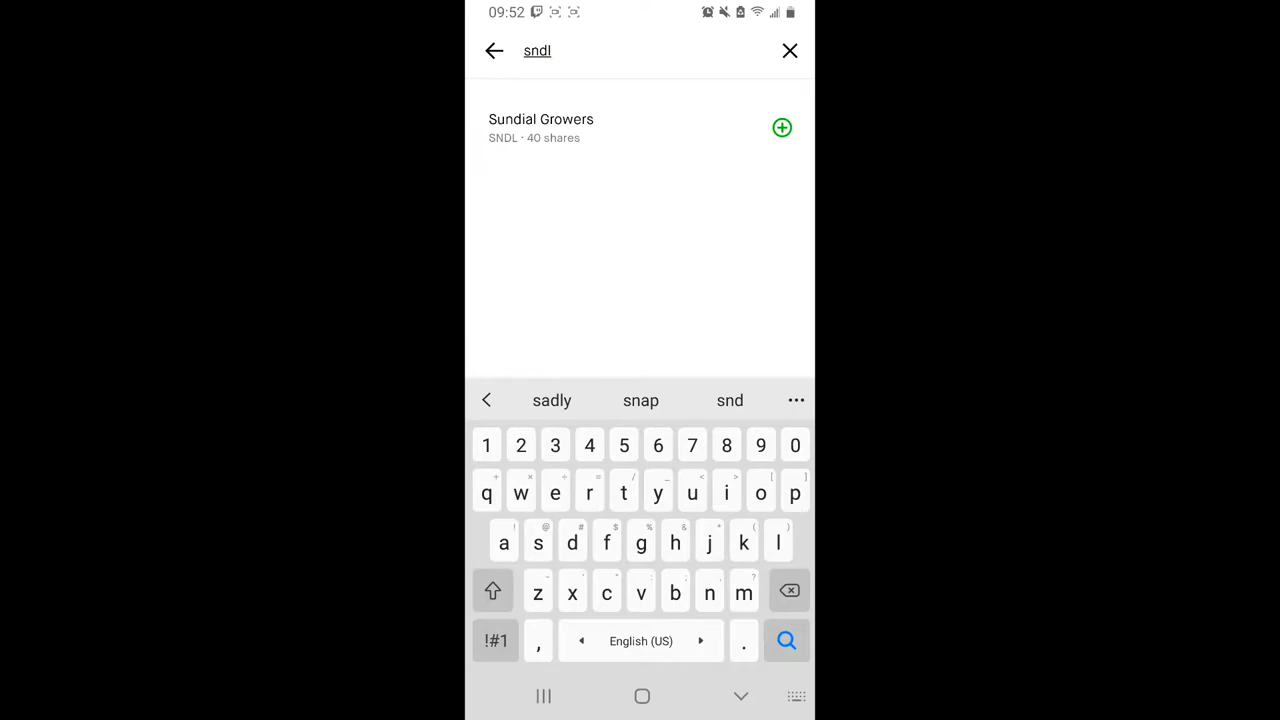 09:52
sndl
Sundial Growers
SNDL · 40 shares
sadly snap snd
1 2 3 4 5 6 7 8 9 0
q w e r t y u i o p
a s d f g h j k l
z x c v b n m
!#1 , English (US) .